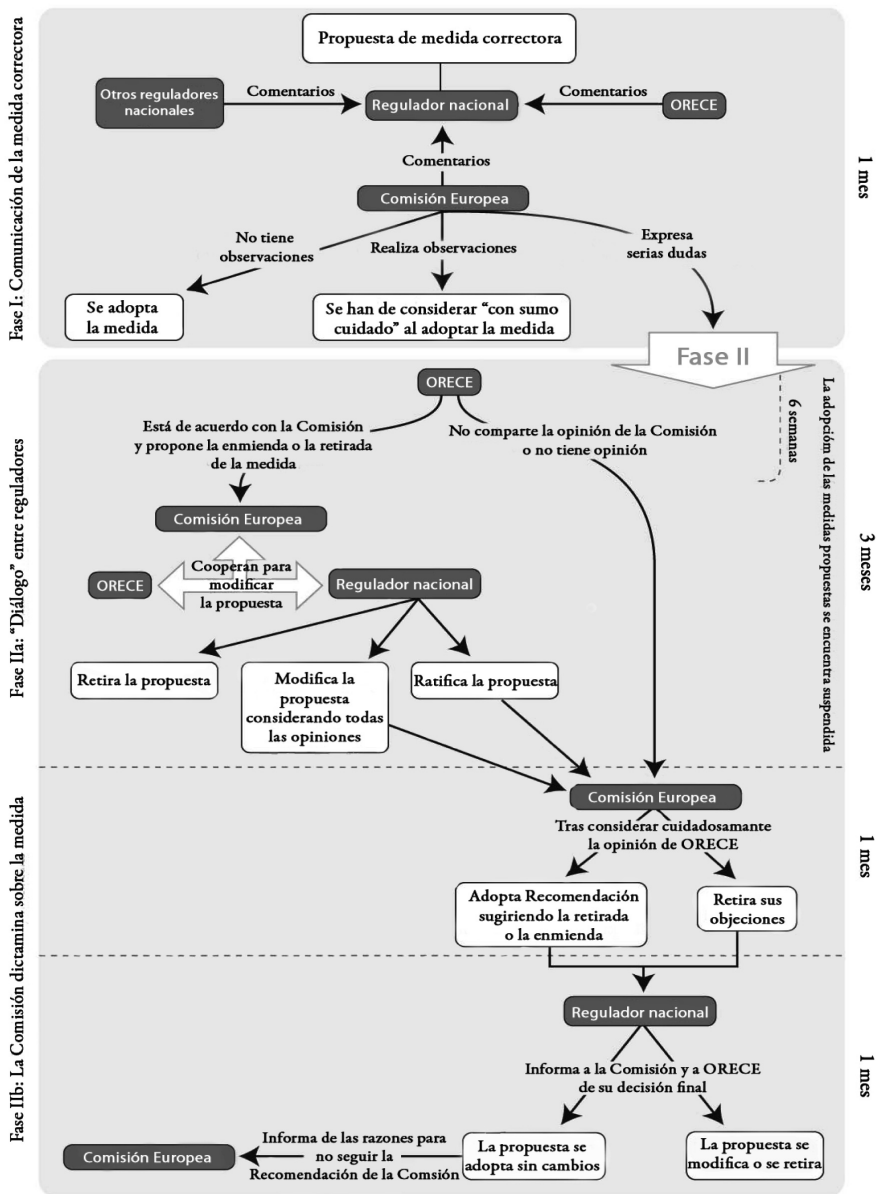 Fase I: Comunicación de la medida correctora
1 mes
Propuesta de medida correctora
Otros reguladores
nacionales
Comentarios
Regulador nacional
Comentarios
ORECE
Comentarios
Comisión Europea
No tiene
observaciones
Realiza observaciones
Expresa
serias dudas
Se adopta
la medida
Se han de considerar “con sumo
cuidado” al adoptar la medida
Fase II
Fase IIa: “Diálogo” entre reguladores
3 meses
La adopcióm de las medidas propuestas se encuentra suspendida
6 semanas
ORECE
Está de acuerdo con la Comisión
y propone la enmienda o la retirada
de la medida
No comparte la opinión de la Comisión
o no tiene opinión
Comisión Europea
ORECE
Cooperan para
modificar
la propuesta
Regulador nacional
Retira la propuesta
Modifica la
propuesta
considerando todas
las opiniones
Ratifica la propuesta
Fase IIb: La Comisión dictamina sobre la medida
1 mes
Comisión Europea
Tras considerar cuidadosamante
la opinión de ORECE
Adopta Recomendación
sugiriendo la retirada
o la enmienda
Retira sus
objeciones
1 mes
Regulador nacional
Informa a la Comisión y a ORECE
de su decisión final
Comisión Europea
Informa de las razones para
no seguir la
Recomendación de la Comsión
La propuesta se
adopta sin cambios
La propuesta se
modifica o se retira